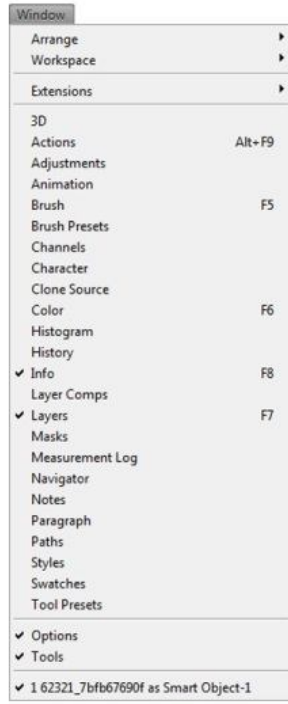 Window
Arrange
Workspace
Extensions
3D
Actions Alt+F9
Adjustments
Animation
Brush F5
Brush Presets
Channels
Character
Clone Source
Color F6
Histogram
History
Info F8
Layer Comps
Layers F7
Masks
Measurement Log
Navigator
Notes
Paragraph
Paths
Styles
Swatches
Tool Presets
Options
Tools
1 62321_7bfb67690f as Smart Object-1